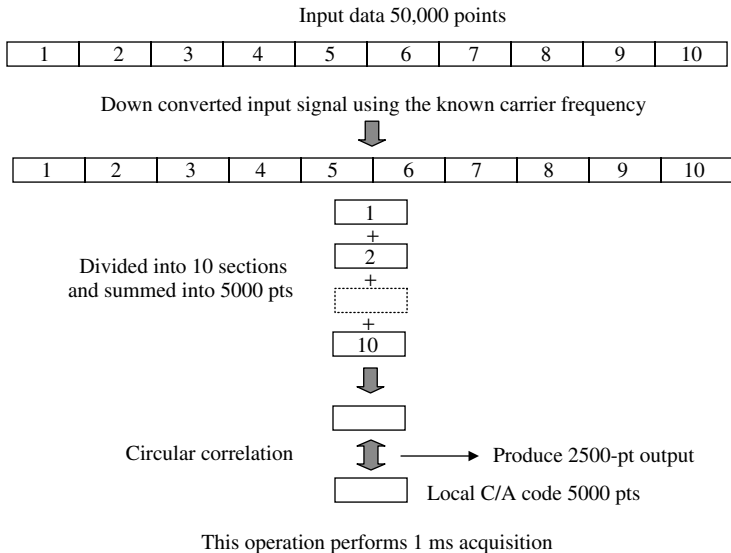 Input data 50,000 points
1 2 3 4 5 6 7 8 9 10
Down converted input signal using the known carrier frequency
1 2 3 4 5 6 7 8 9 10
1
+
2
Divided into 10 sections
and summed into 5000 pts
+
+
10
Circular correlation
Produce 2500-pt output
Local C/A code 5000 pts
This operation performs 1 ms acquisition